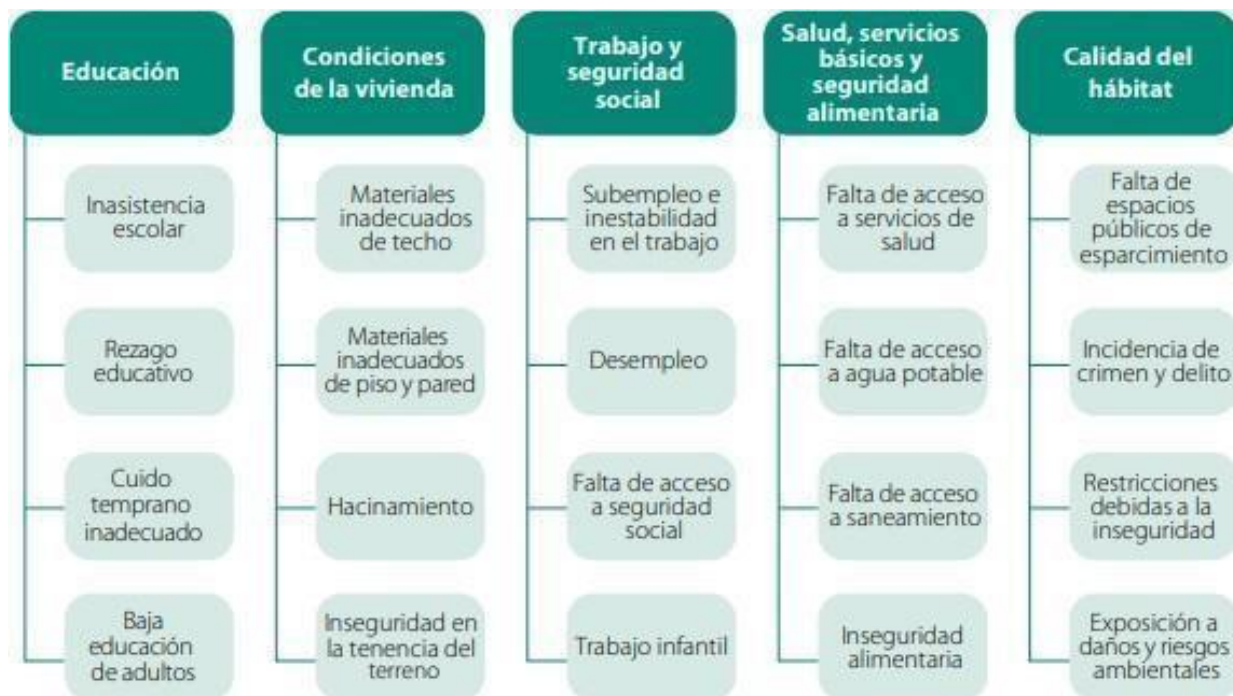 Educación
Condiciones
de la vivienda
Trabajo y
seguridad
social
Salud, servicios
básicos y
seguridad
alimentaria
Calidad del
hábitat
Inasistencia
escolar
Materiales
inadecuados
de techo
Subempleo e
inestabilidad
en el trabajo
Falta de acceso
a servicios de
salud
Falta de
espacios
públicos de
esparcimiento
Rezago
educativo
Materiales
inadecuados
de piso y pared
Desempleo
Falta de acceso
a agua potable
Incidencia de
crimen y delito
Cuido
temprano
inadecuado
Hacinamiento
Falta de acceso
a seguridad
social
Falta de acceso
a saneamiento
Restricciones
debidas a la
inseguridad
Baja
educación
de adultos
Inseguridad en
la tenencia del
terreno
Trabajo infantil
Inseguridad
alimentaria
Exposición a
daños y riesgos
ambientales